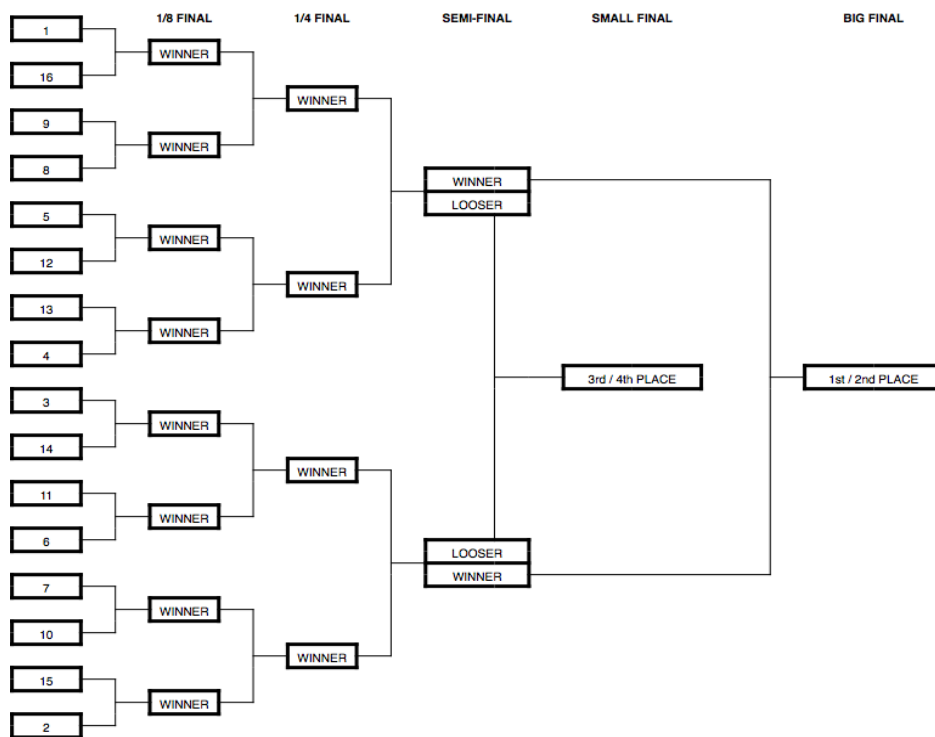 1/8 FINAL 1/4 FINAL SEMI-FINAL SMALL FINAL BIG FINAL
1
WINNER
16
WINNER
9
WINNER
8
WINNER
LOOSER
5
WINNER
12
WINNER
13
WINNER
4
3rd / 4th PLACE 1st / 2nd PLACE
3
WINNER
14
WINNER
11
WINNER
6
LOOSER
WINNER
7
WINNER
10
WINNER
15
WINNER
2